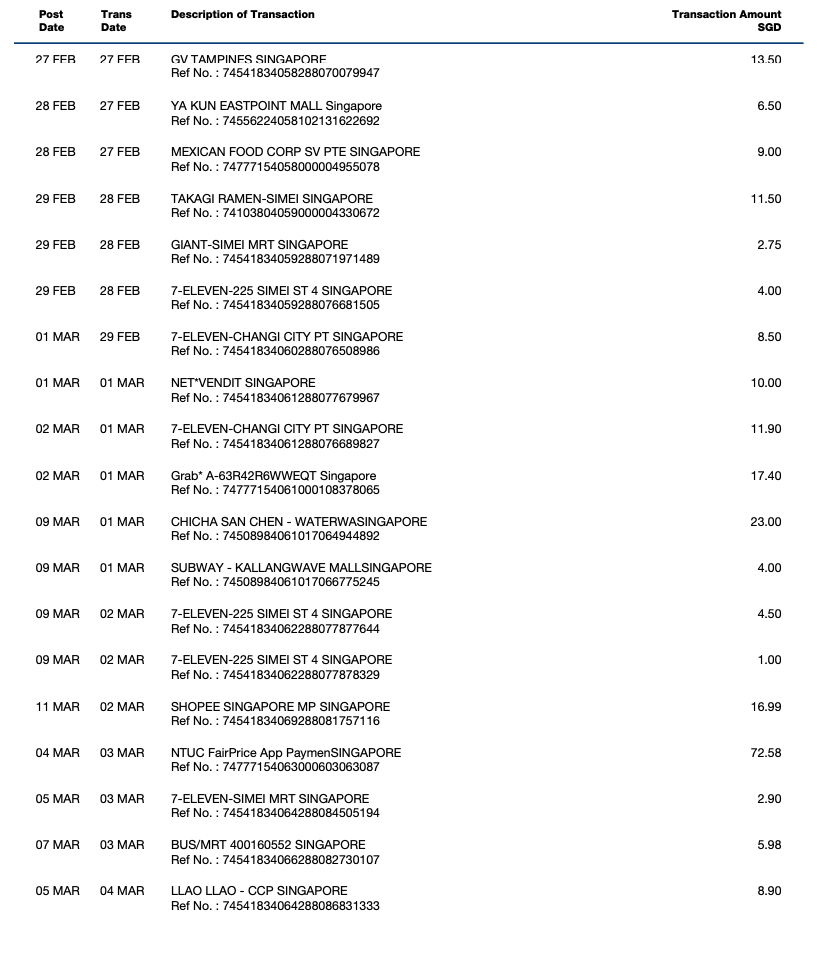 Post Date Trans Date Description of Transaction Transaction Amount SGD
27 FEB 27 FEB GV TAMPINES SINGAPORE 13.50
Ref No. : 74541834058288070079947
28 FEB 27 FEB YA KUN EASTPOINT MALL Singapore 6.50
Ref No. : 74556224058102131622692
28 FEB 27 FEB MEXICAN FOOD CORP SV PTE SINGAPORE 9.00
Ref No. : 74777154058000004955078
29 FEB 28 FEB TAKAGI RAMEN-SIMEI SINGAPORE 11.50
Ref No. : 74103804059000004330672
29 FEB 28 FEB GIANT-SIMEI MRT SINGAPORE 2.75
Ref No. : 74541834059288071971489
29 FEB 28 FEB 7-ELEVEN-225 SIMEI ST 4 SINGAPORE 4.00
Ref No. : 74541834059288076681505
01 MAR 29 FEB 7-ELEVEN-CHANGI CITY PT SINGAPORE 8.50
Ref No. : 74541834060288076508986
01 MAR 01 MAR NET*VENDIT SINGAPORE 10.00
Ref No. : 74541834061288077679967
02 MAR 01 MAR 7-ELEVEN-CHANGI CITY PT SINGAPORE 11.90
Ref No. : 74541834061288076689827
02 MAR 01 MAR Grab* A-63R42R6WWEQT Singapore 17.40
Ref No. : 74777154061000108378065
09 MAR 01 MAR CHICHA SAN CHEN - WATERWASINGAPORE 23.00
Ref No. : 74508984061017064944892
09 MAR 01 MAR SUBWAY - KALLANGWAVE MALLSINGAPORE 4.00
Ref No. : 74508984061017066775245
09 MAR 02 MAR 7-ELEVEN-225 SIMEI ST 4 SINGAPORE 4.50
Ref No. : 74541834062288077877644
09 MAR 02 MAR 7-ELEVEN-225 SIMEI ST 4 SINGAPORE 1.00
Ref No. : 74541834062288077878329
11 MAR 02 MAR SHOPEE SINGAPORE MP SINGAPORE 16.99
Ref No. : 74541834069288081757116
04 MAR 03 MAR NTUC FairPrice App PaymenSINGAPORE 72.58
Ref No. : 74777154063000603063087
05 MAR 03 MAR 7-ELEVEN-SIMEI MRT SINGAPORE 2.90
Ref No. : 74541834064288084505194
07 MAR 03 MAR BUS/MRT 400160552 SINGAPORE 5.98
Ref No. : 74541834066288082730107
05 MAR 04 MAR LLAO LLAO - CCP SINGAPORE 8.90
Ref No. : 74541834064288086831333